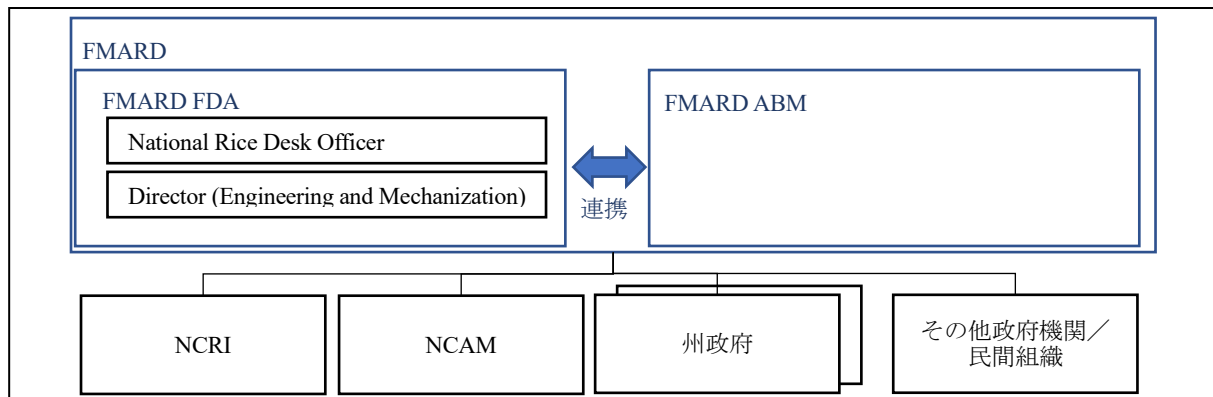 FMARD
FMARD FDA
National Rice Desk Officer
Director (Engineering and Mechanization)
FMARD ABM
連携
NCRI
NCAM
州政府
その他政府機関／
民間組織